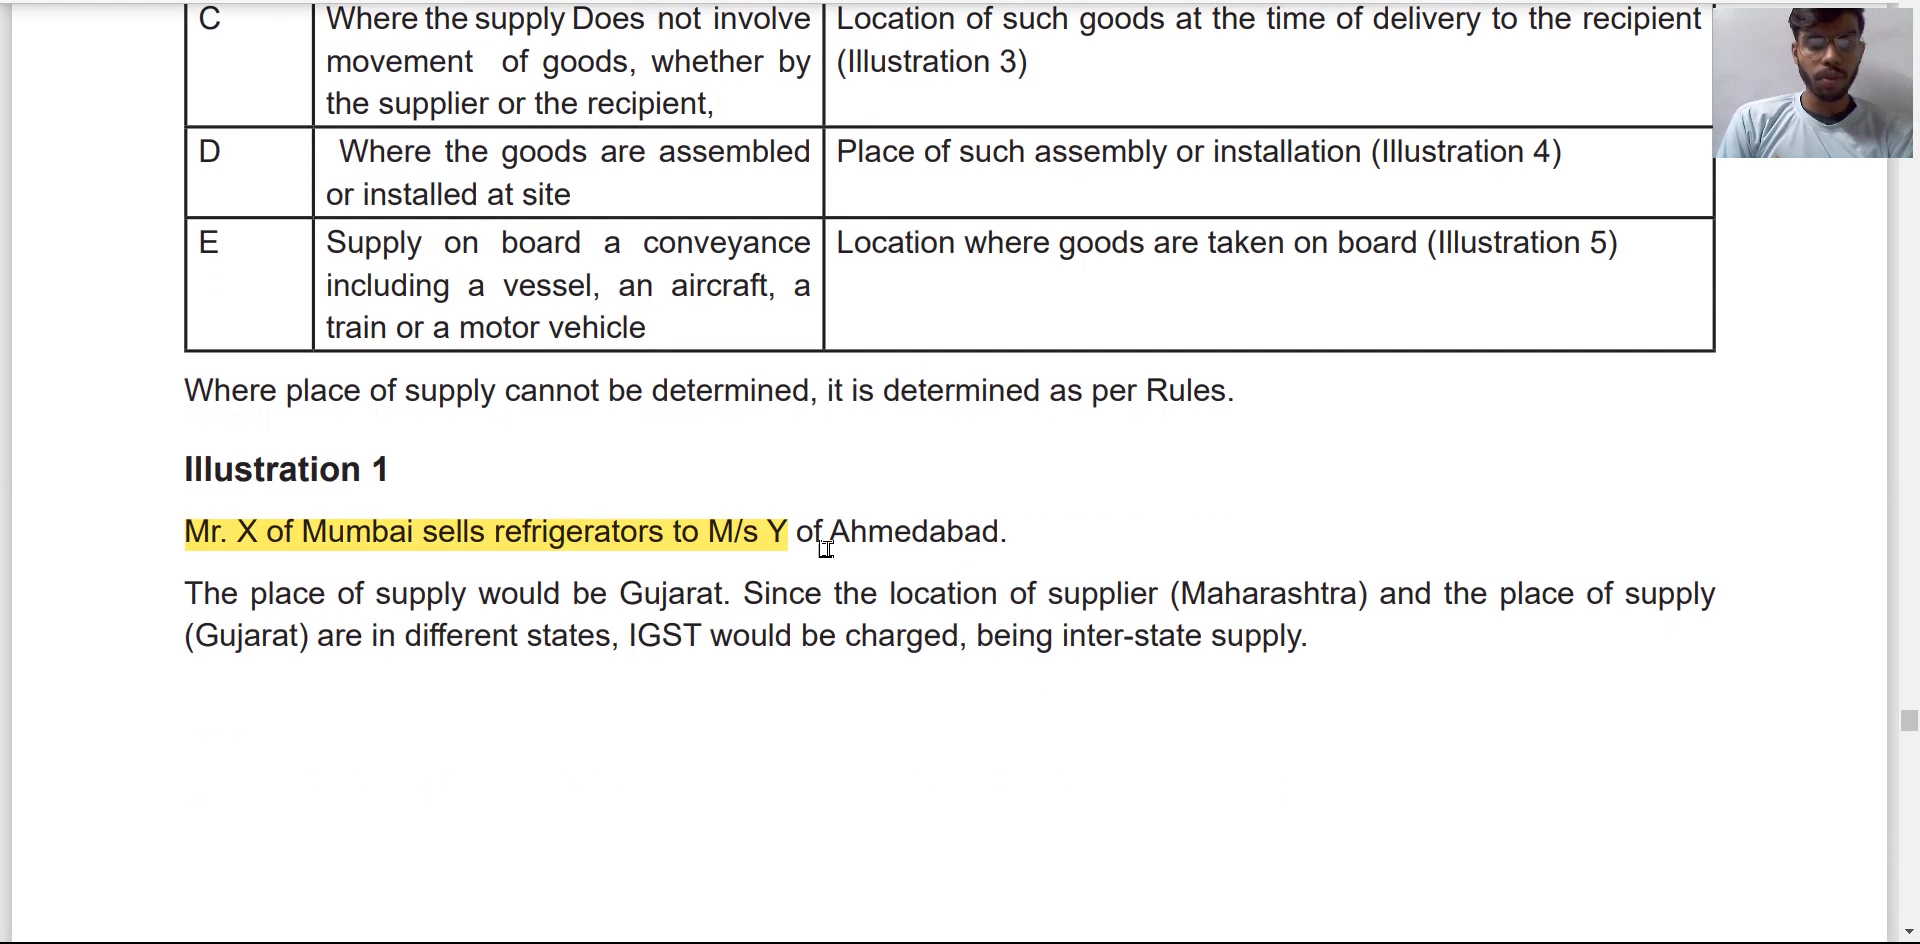 C
Where the supply Does not involve
movement of goods, whether by
the supplier or the recipient,
Location of such goods at the time of delivery to the recipient
(Illustration 3)
D
Where the goods are assembled
or installed at site
Place of such assembly or installation (Illustration 4)
E
Supply on board a conveyance
including a vessel, an aircraft, a
train or a motor vehicle
Location where goods are taken on board (Illustration 5)
Where place of supply cannot be determined, it is determined as per Rules.
Illustration 1
Mr. X of Mumbai sells refrigerators to M/s Y of Ahmedabad.
The place of supply would be Gujarat. Since the location of supplier (Maharashtra) and the place of supply
(Gujarat) are in different states, IGST would be charged, being inter-state supply.